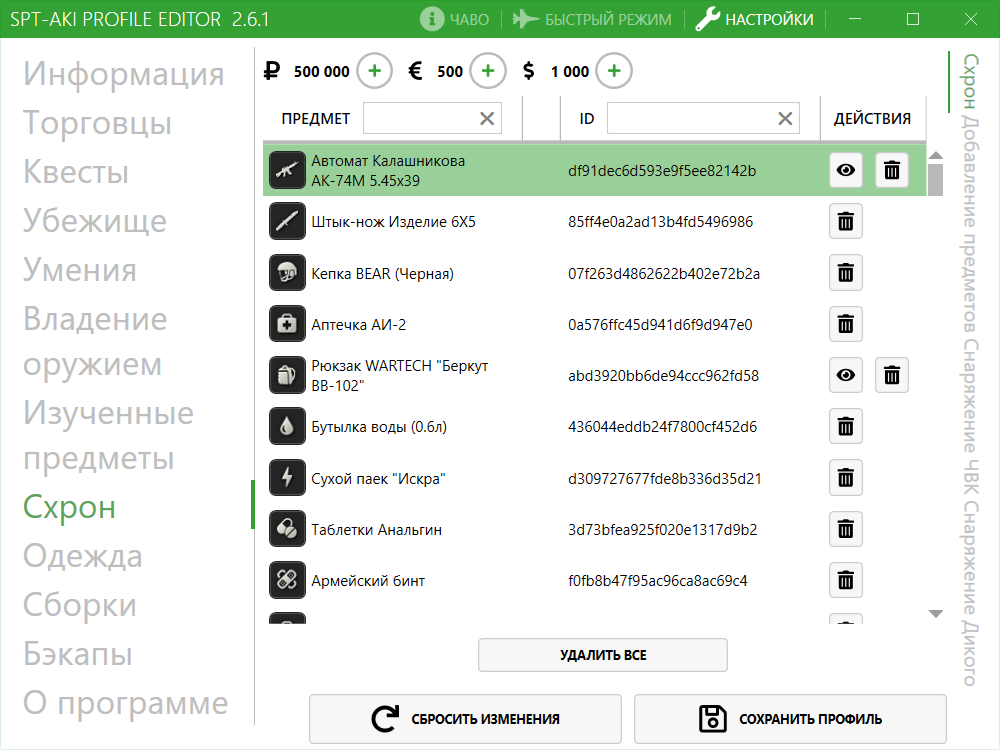 SPT-AKI PROFILE EDITOR 2.6.1
ЧАВО
БЫСТРЫЙ РЕЖИМ
НАСТРОЙКИ
Информация
Торговцы
Квесты
Убежище
Умения
Владение
оружием
Изученные
предметы
Схрон
Одежда
Сборки
Бэкапы
О программе
₽ 500 000 + € 500 + $ 1 000 +
ПРЕДМЕТ
ID
ДЕЙСТВИЯ
Автомат Калашникова
АК-74М 5.45x39
df91dec6d593e9f5ee82142b
Штык-нож Изделие 6Х5
85ff4e0a2ad13b4fd5496986
Кепка BEAR (Черная)
07f263d4862622b402e72b2a
Аптечка АИ-2
0a576ffc45d941d6f9d947e0
Рюкзак WARTECH "Беркут
BB-102"
abd3920bb6de94ccc962fd58
Бутылка воды (0.6л)
436044eddb24f7800cf452d6
Сухой паек "Искра"
d309727677fde8b336d35d21
Таблетки Анальгин
3d73bfea925f020e1317d9b2
Армейский бинт
f0fb8b47f95ac96ca8ac69c4
УДАЛИТЬ ВСЕ
СБРОСИТЬ ИЗМЕНЕНИЯ
СОХРАНИТЬ ПРОФИЛЬ
Схрон Добавление предметов Снаряжение ЧВК Снаряжение Дикого